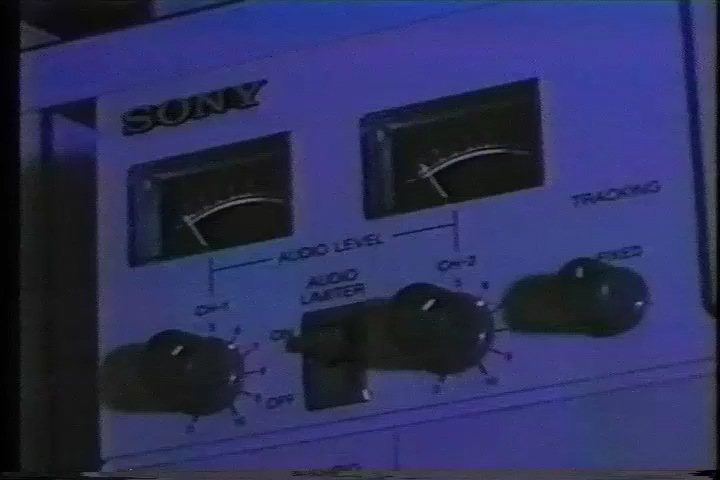 SONY
TRACKING
AUDIO LEVEL
FIXED
CH-1
AUDIO
LIMITER
CH-2
ON
OFF